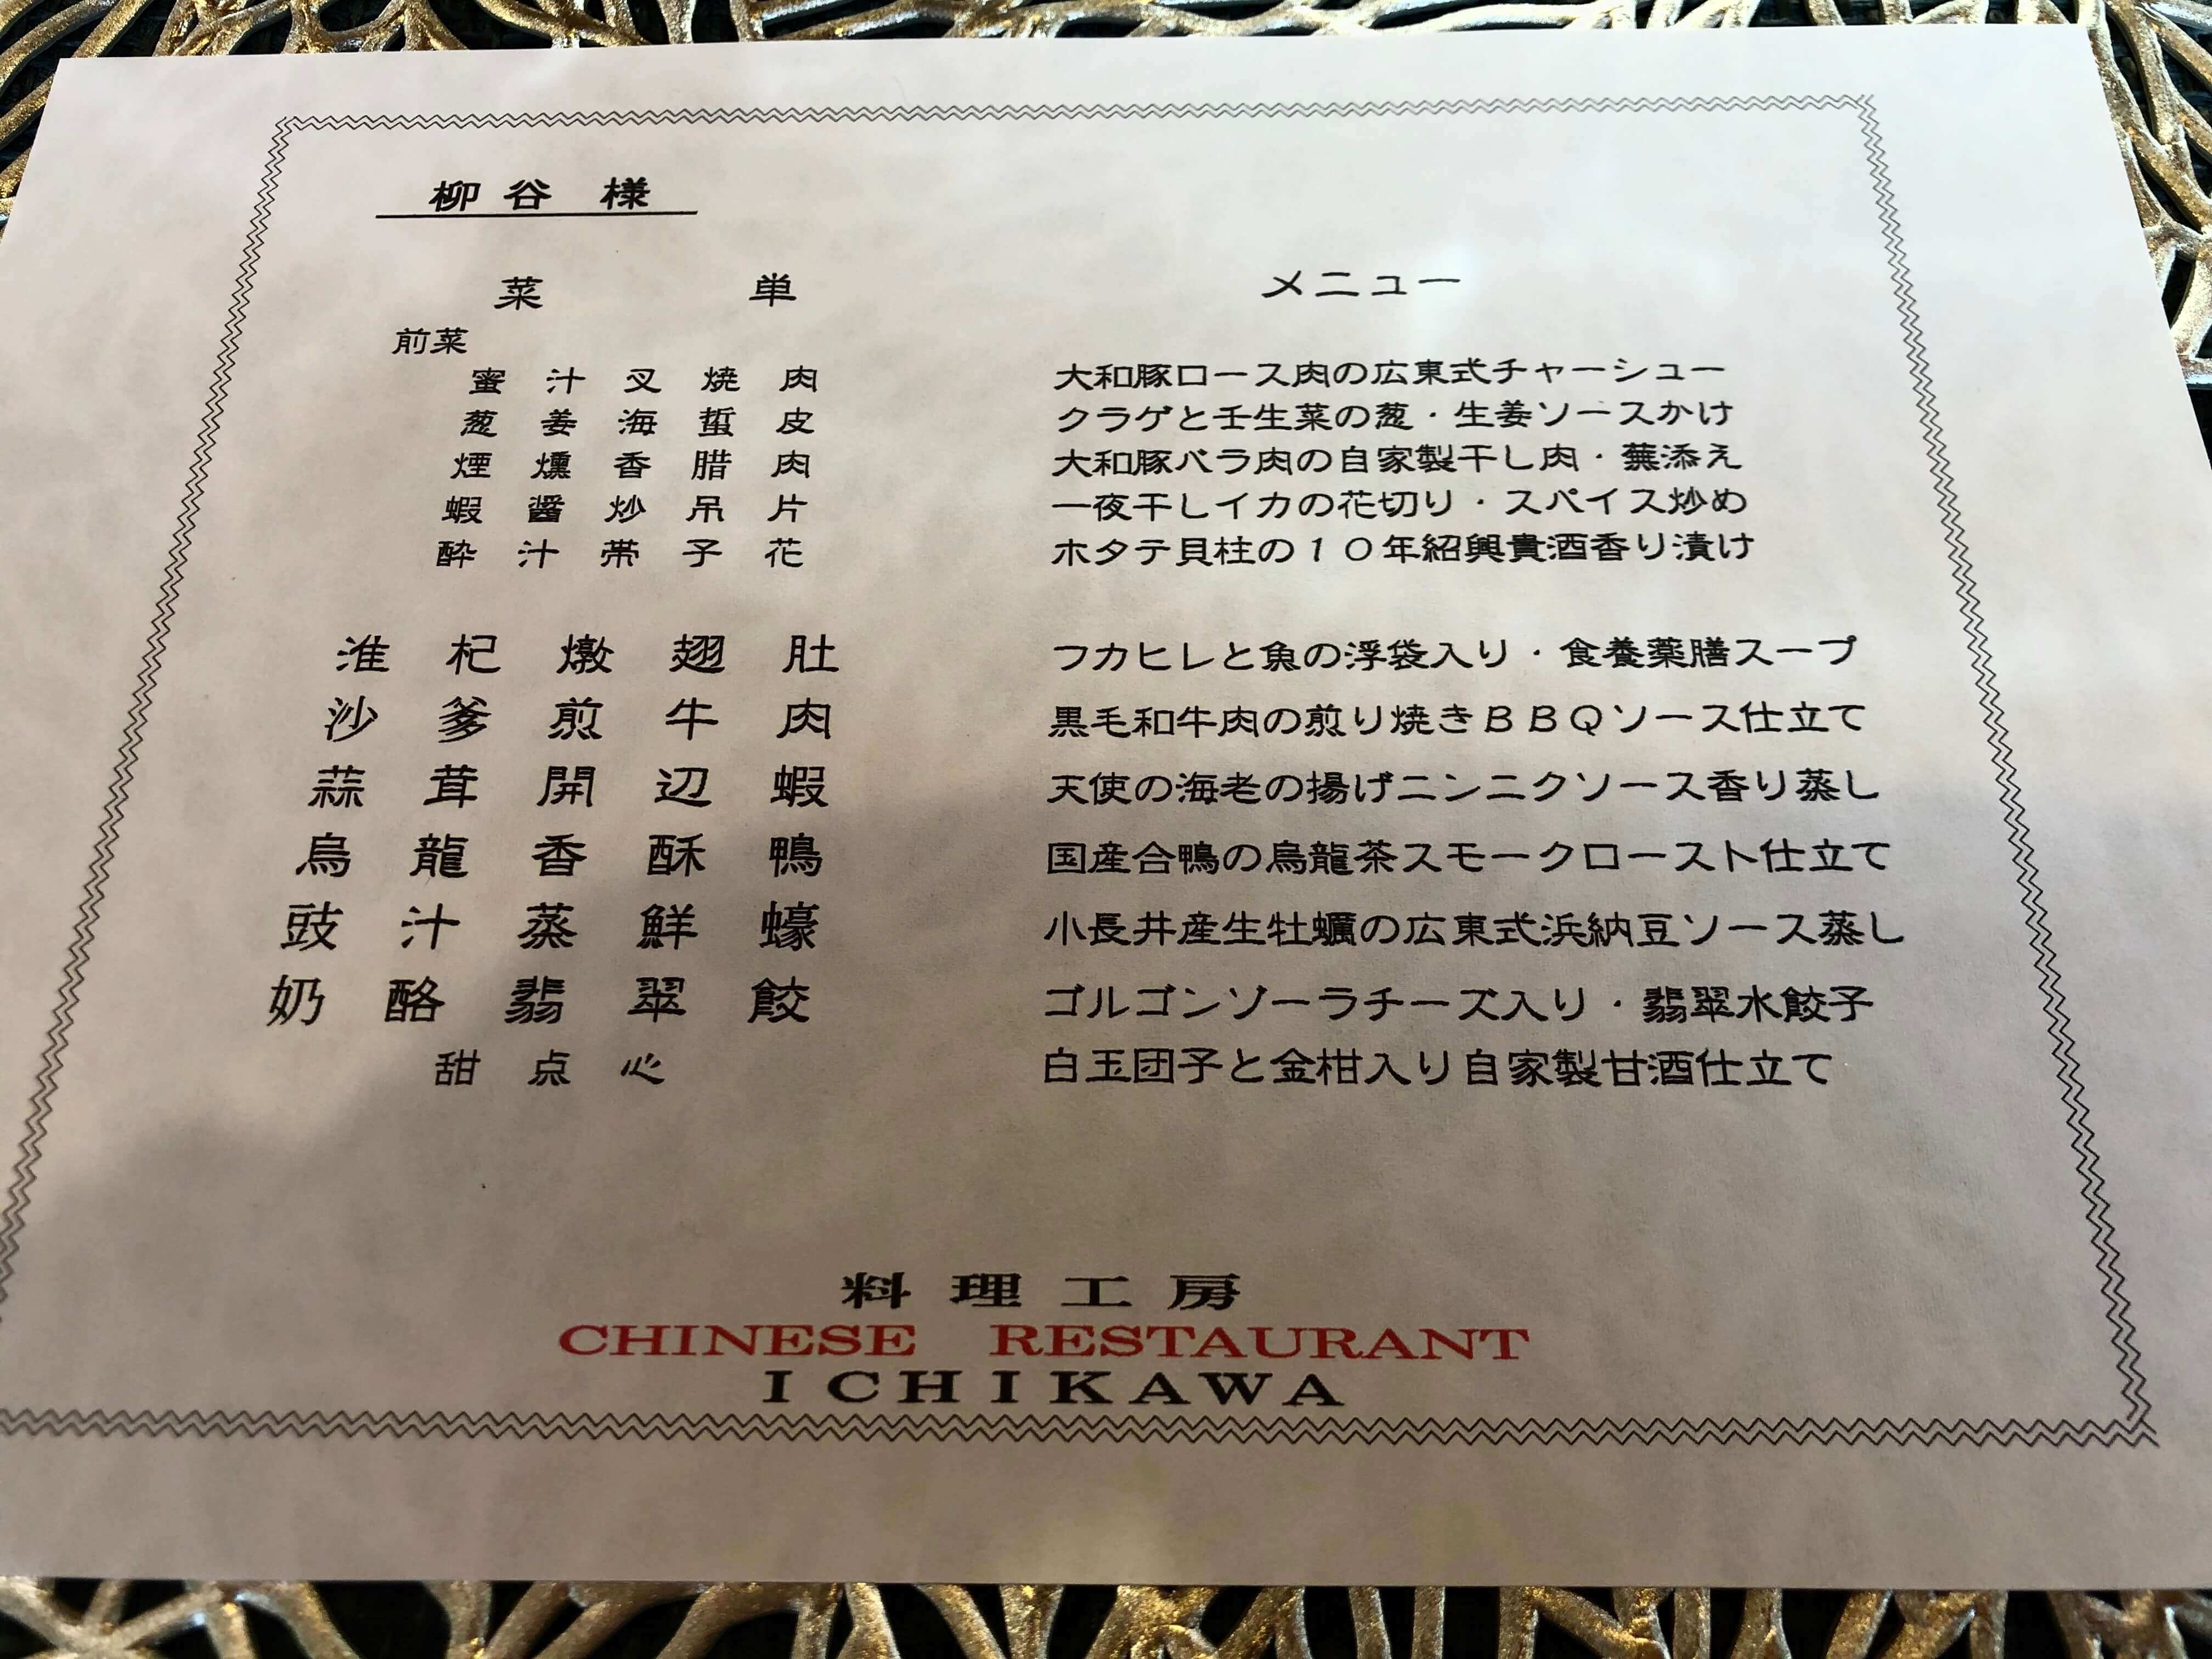 柳谷 様
菜 単 メニュー
前菜
蜜汁叉焼肉 大和豚ロース肉の広東式チャーシュー
葱姜海蜇皮 クラゲと壬生菜の葱・生姜ソースかけ
煙燻香腊肉 大和豚バラ肉の自家製干し肉・蕪添え
蝦醤炒吊片 一夜干しイカの花切り・スパイス炒め
酔汁帯子花 ホタテ貝柱の10年紹興貴酒香り漬け
淮杞燉翅肚 フカヒレと魚の浮袋入り・食養薬膳スープ
沙爹煎牛肉 黒毛和牛肉の煎り焼きBBQソース仕立て
蒜茸開辺蝦 天使の海老の揚げニンニクソース香り蒸し
烏龍香酥鴨 国産合鴨の烏龍茶スモークロースト仕立て
豉汁蒸鮮蠔 小長井産生牡蠣の広東式浜納豆ソース蒸し
奶酪翡翠餃 ゴルゴンゾーラチーズ入り・翡翠水餃子
甜点心 白玉団子と金柑入り自家製甘酒仕立て
料理工房
CHINESE RESTAURANT
ICHIKAWA